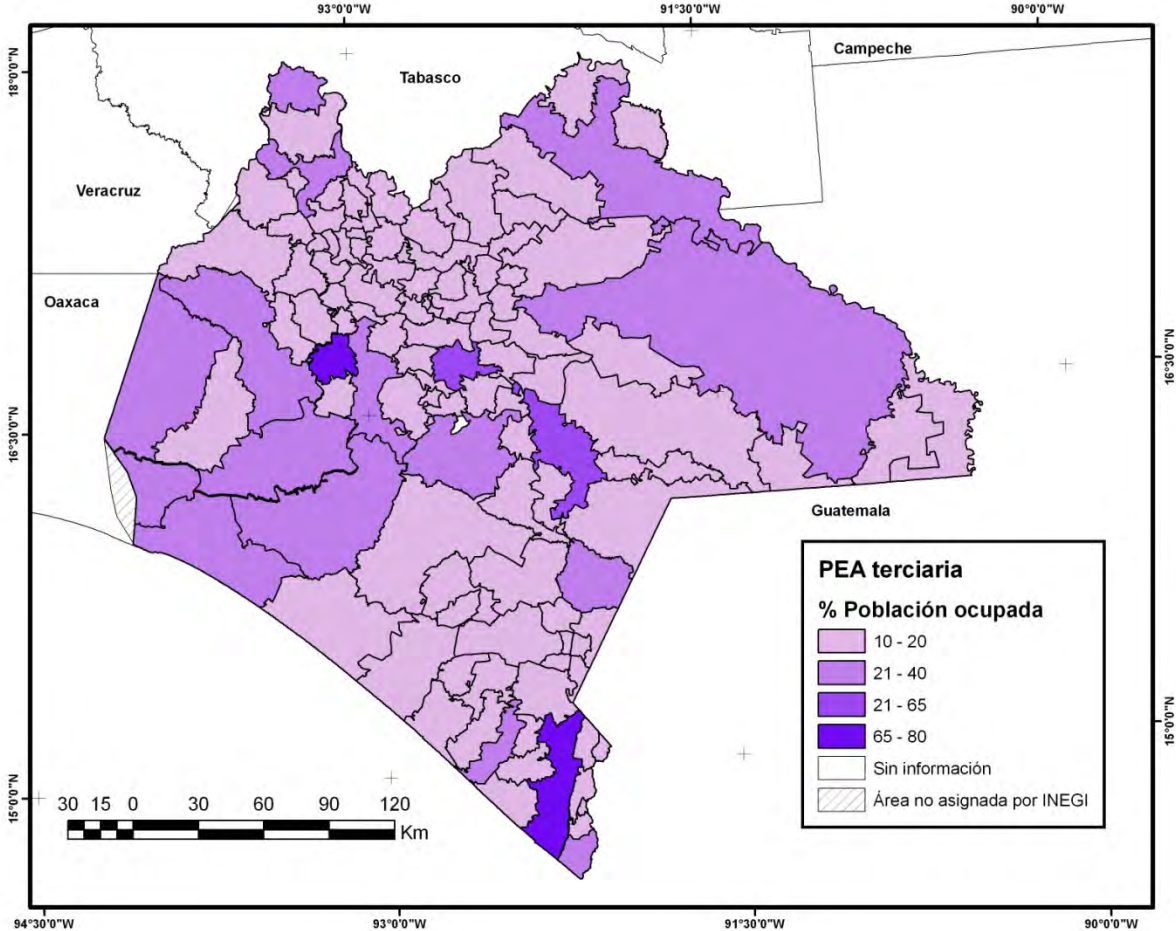 93°0'0"W
91°30'0"W
90°0'0"W
18°0'0"N
Campeche
Tabasco
Veracruz
Oaxaca
16°30'0"N
16°30'0"N
Guatemala
PEA terciaria
% Población ocupada
10 - 20
21 - 40
21 - 65
65 - 80
Sin información
Área no asignada por INEGI
15°0'0"N
15°0'0"N
30 15 0 30 60 90 120
Km
94°30'0"W
93°0'0"W
91°30'0"W
90°0'0"W